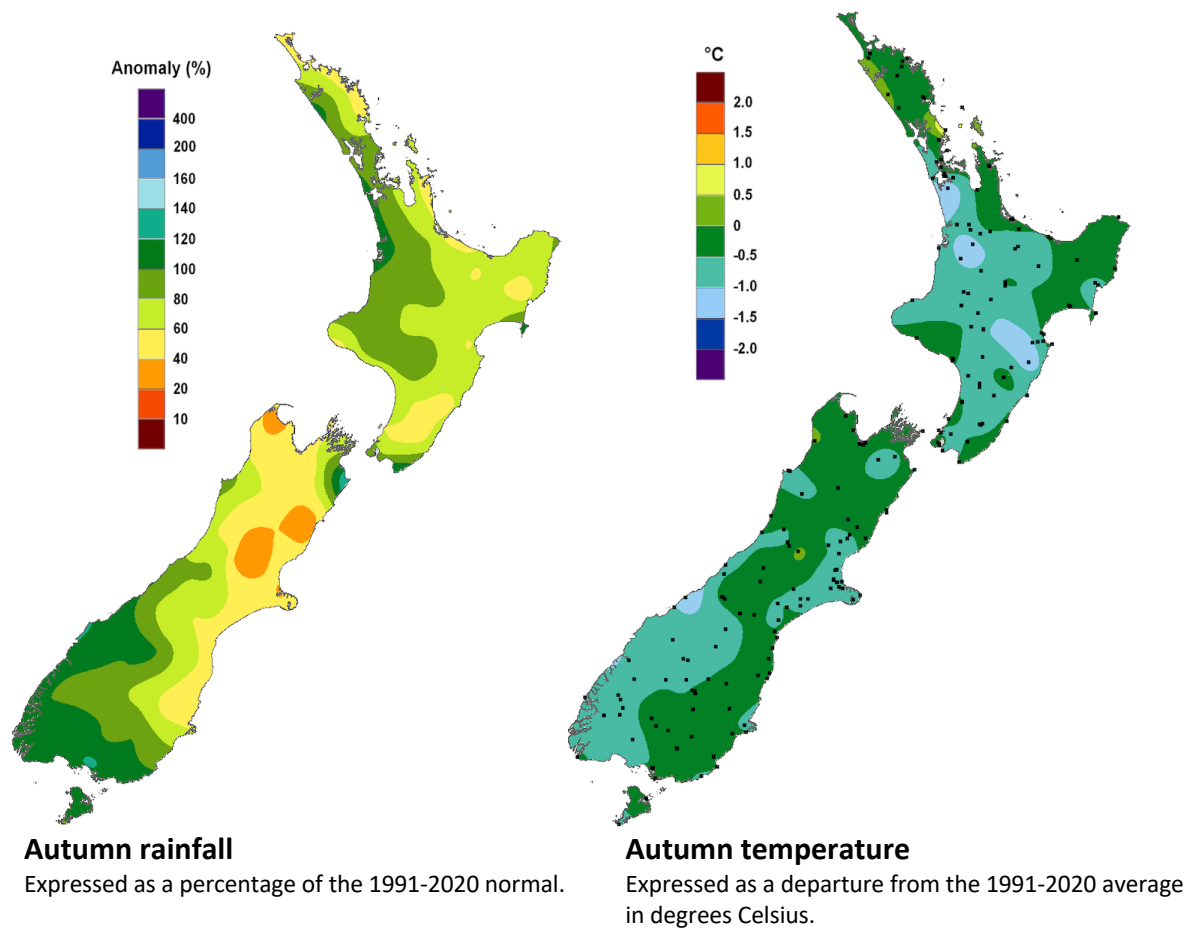 Anomaly (%)
400
200
160
140
120
100
80
60
40
20
10
°C
2.0
1.5
1.0
0.5
0
-0.5
-1.0
-1.5
-2.0
Autumn rainfall
Expressed as a percentage of the 1991-2020 normal.
Autumn temperature
Expressed as a departure from the 1991-2020 average
in degrees Celsius.